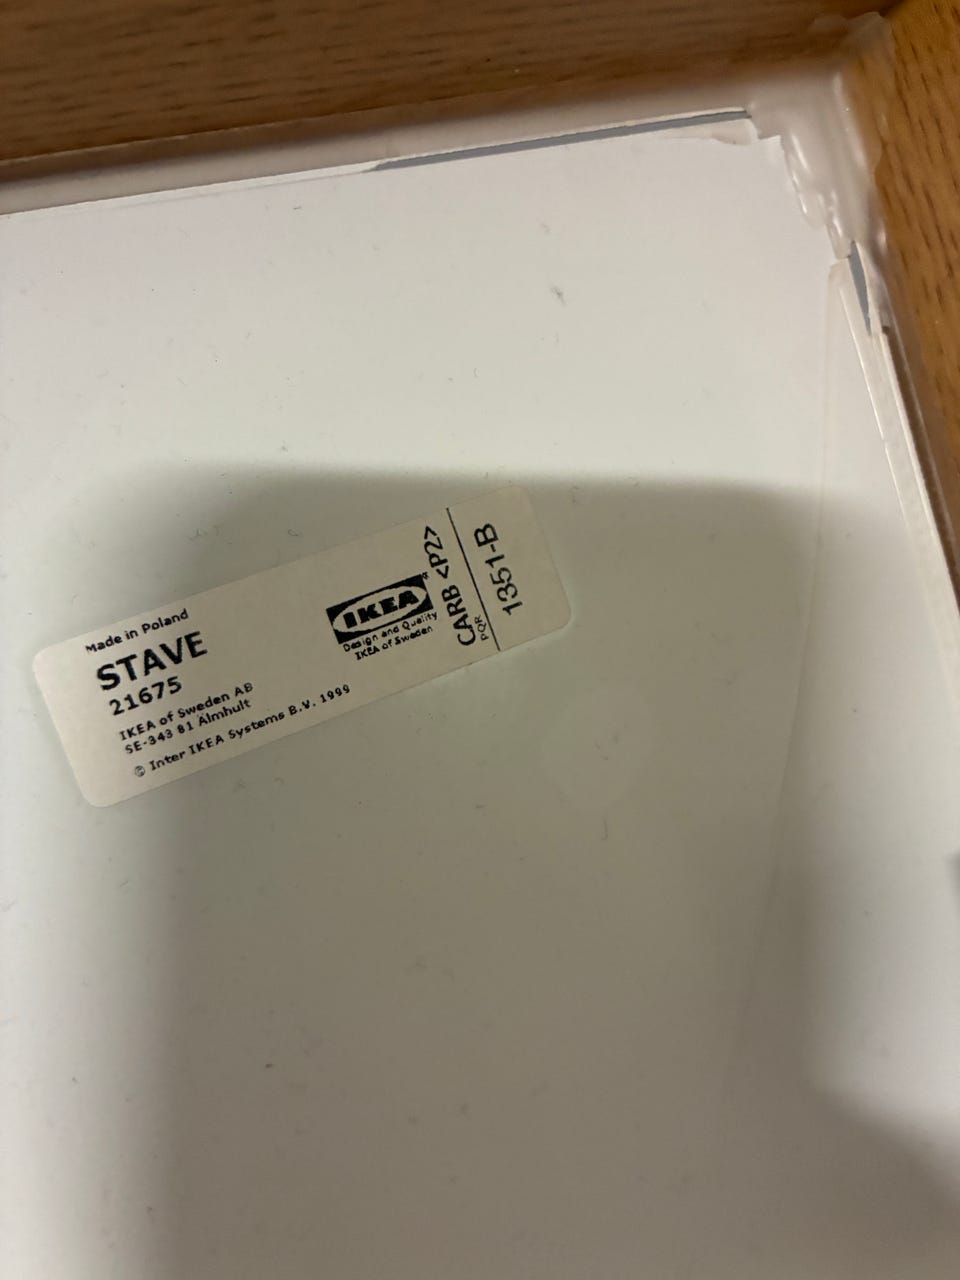 Made in Poland
STAVE
21675
IKEA of Sweden AB
SE-343 81 Älmhult
© Inter IKEA Systems B.V. 1999
IKEA®
Design and Quality
IKEA of Sweden
CARB <P2>
PQR
1351-B